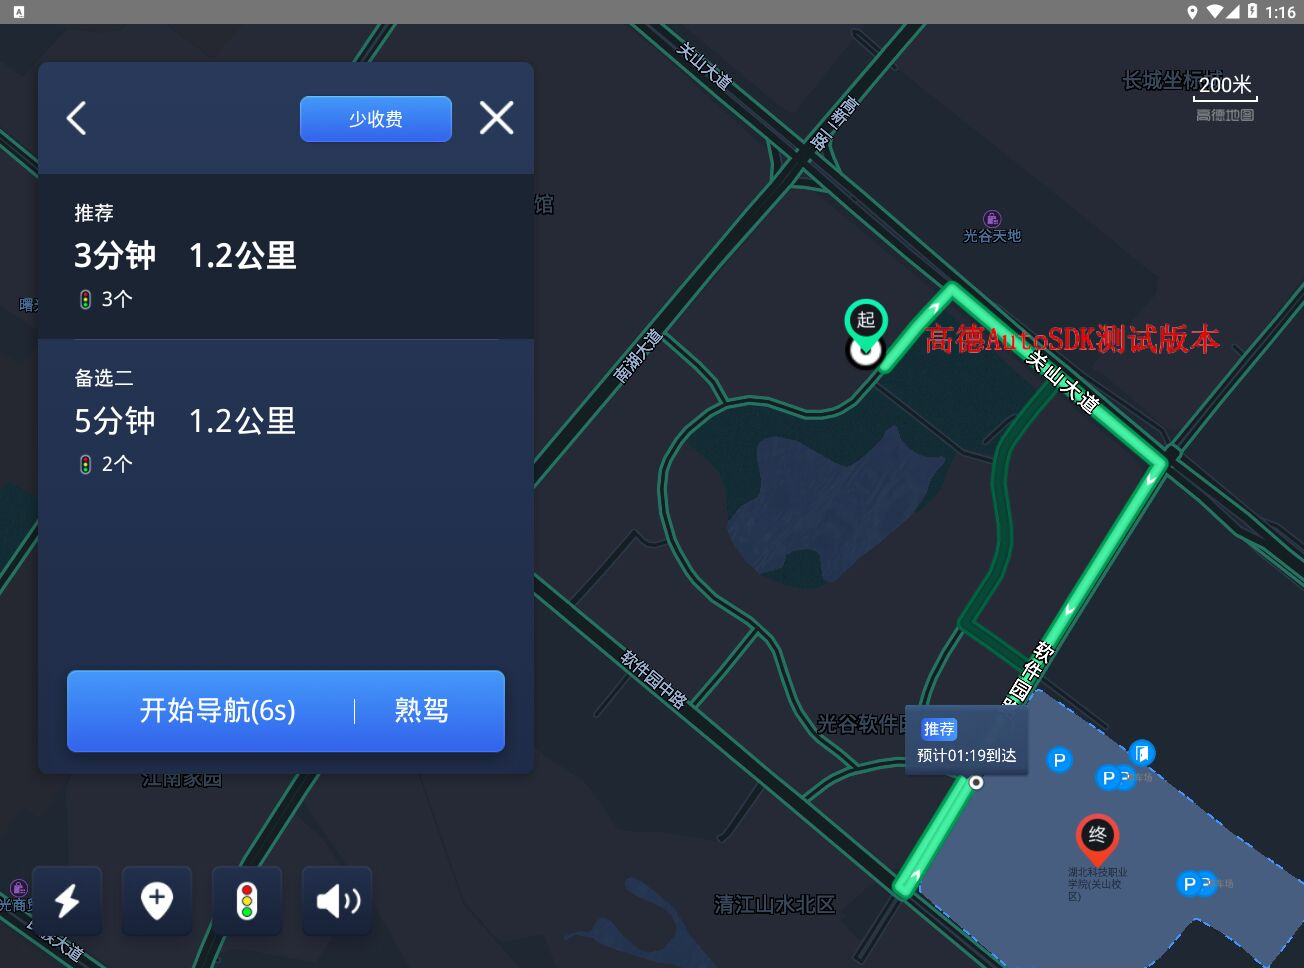 1:16
少收费
推荐
3分钟 1.2公里
3个
备选二
5分钟 1.2公里
2个
开始导航(6s) | 熟驾
关山大道
高新二路
长城坐标城
200米
高德地图
馆
光谷天地
起
高德AutoSDK测试版本
关山大道
南湖大道
软件园中路
软件园
光谷软件园
推荐
预计01:19到达
P
P
车场
终
湖北科技职业
学院(关山校
区)
P
车场
江南家园
清江山水北区
大道